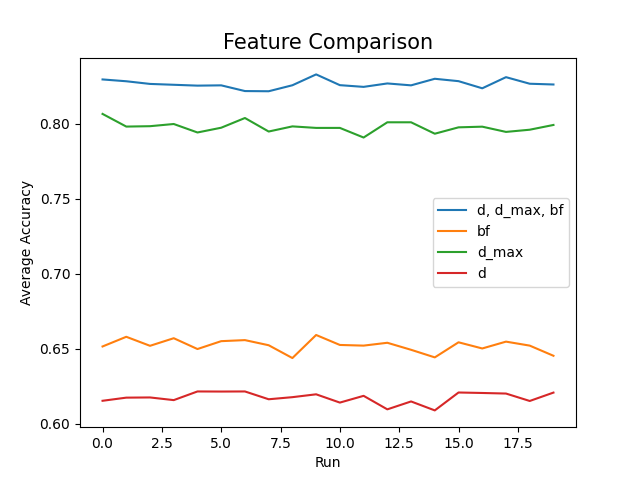 Feature Comparison
0.80
0.75
0.70
0.65
0.60
Average Accuracy
d, d_max, bf
bf
d_max
d
0.0 2.5 5.0 7.5 10.0 12.5 15.0 17.5
Run